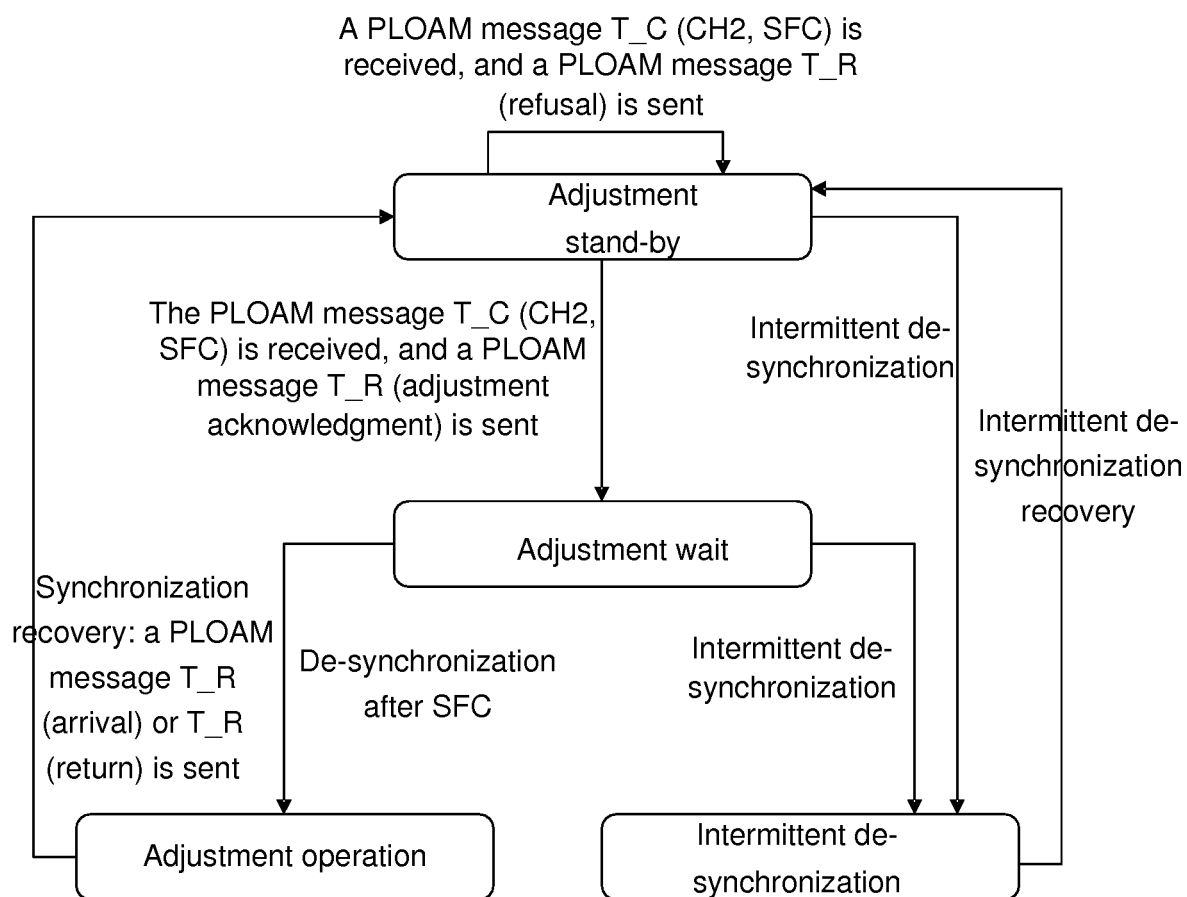 A PLOAM message T_C (CH2, SFC) is
received, and a PLOAM message T_R
(refusal) is sent
Adjustment
stand-by
The PLOAM message T_C (CH2,
SFC) is received, and a PLOAM
message T_R (adjustment
acknowledgment) is sent
Intermittent de-
synchronization
Intermittent de-
synchronization
recovery
Adjustment wait
Synchronization
recovery: a PLOAM
message T_R
(arrival) or T_R
(return) is sent
De-synchronization
after SFC
Intermittent de-
synchronization
Adjustment operation
Intermittent de-
synchronization